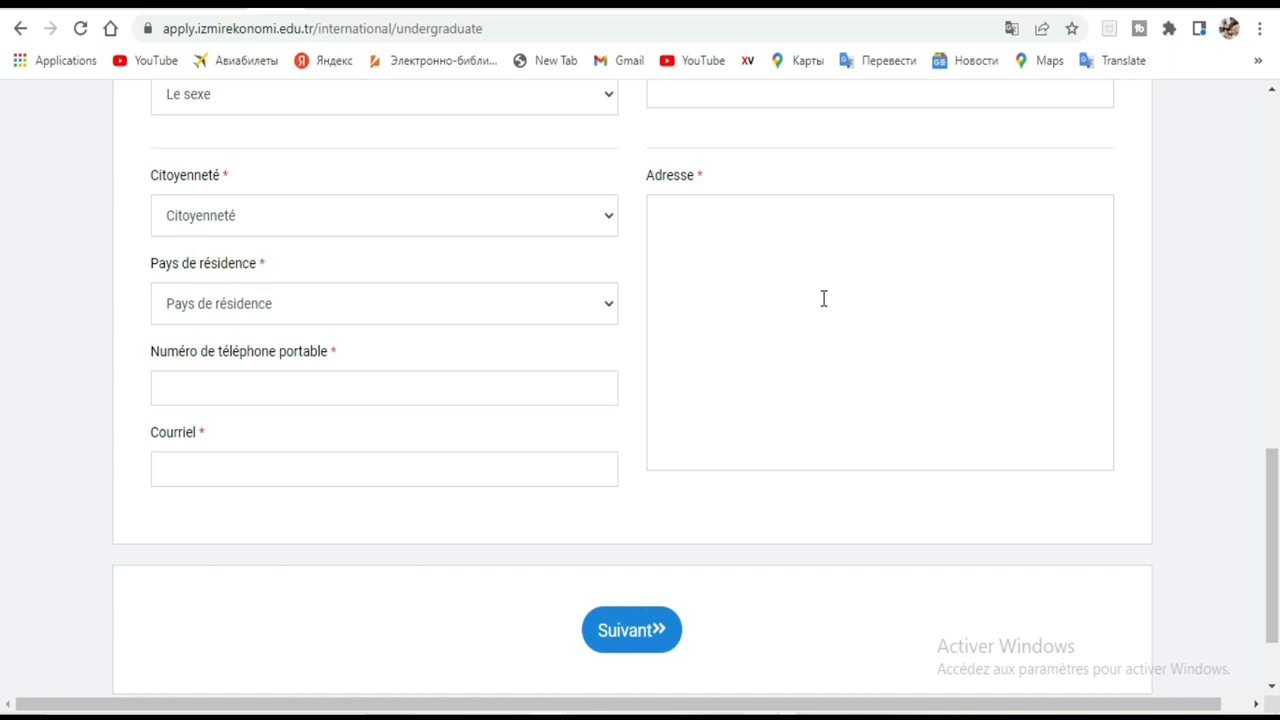 apply.izmirekonomi.edu.tr/international/undergraduate
Applications YouTube Авиабилеты Яндекс Электронно-библи... New Tab Gmail YouTube XV Карты Перевести Новости Maps Translate »
Le sexe
Citoyenneté * Adresse *
Citoyenneté
Pays de résidence *
Pays de résidence
Numéro de téléphone portable *
Courriel *
Suivant»
Activer Windows
Accédez aux paramètres pour activer Windows.